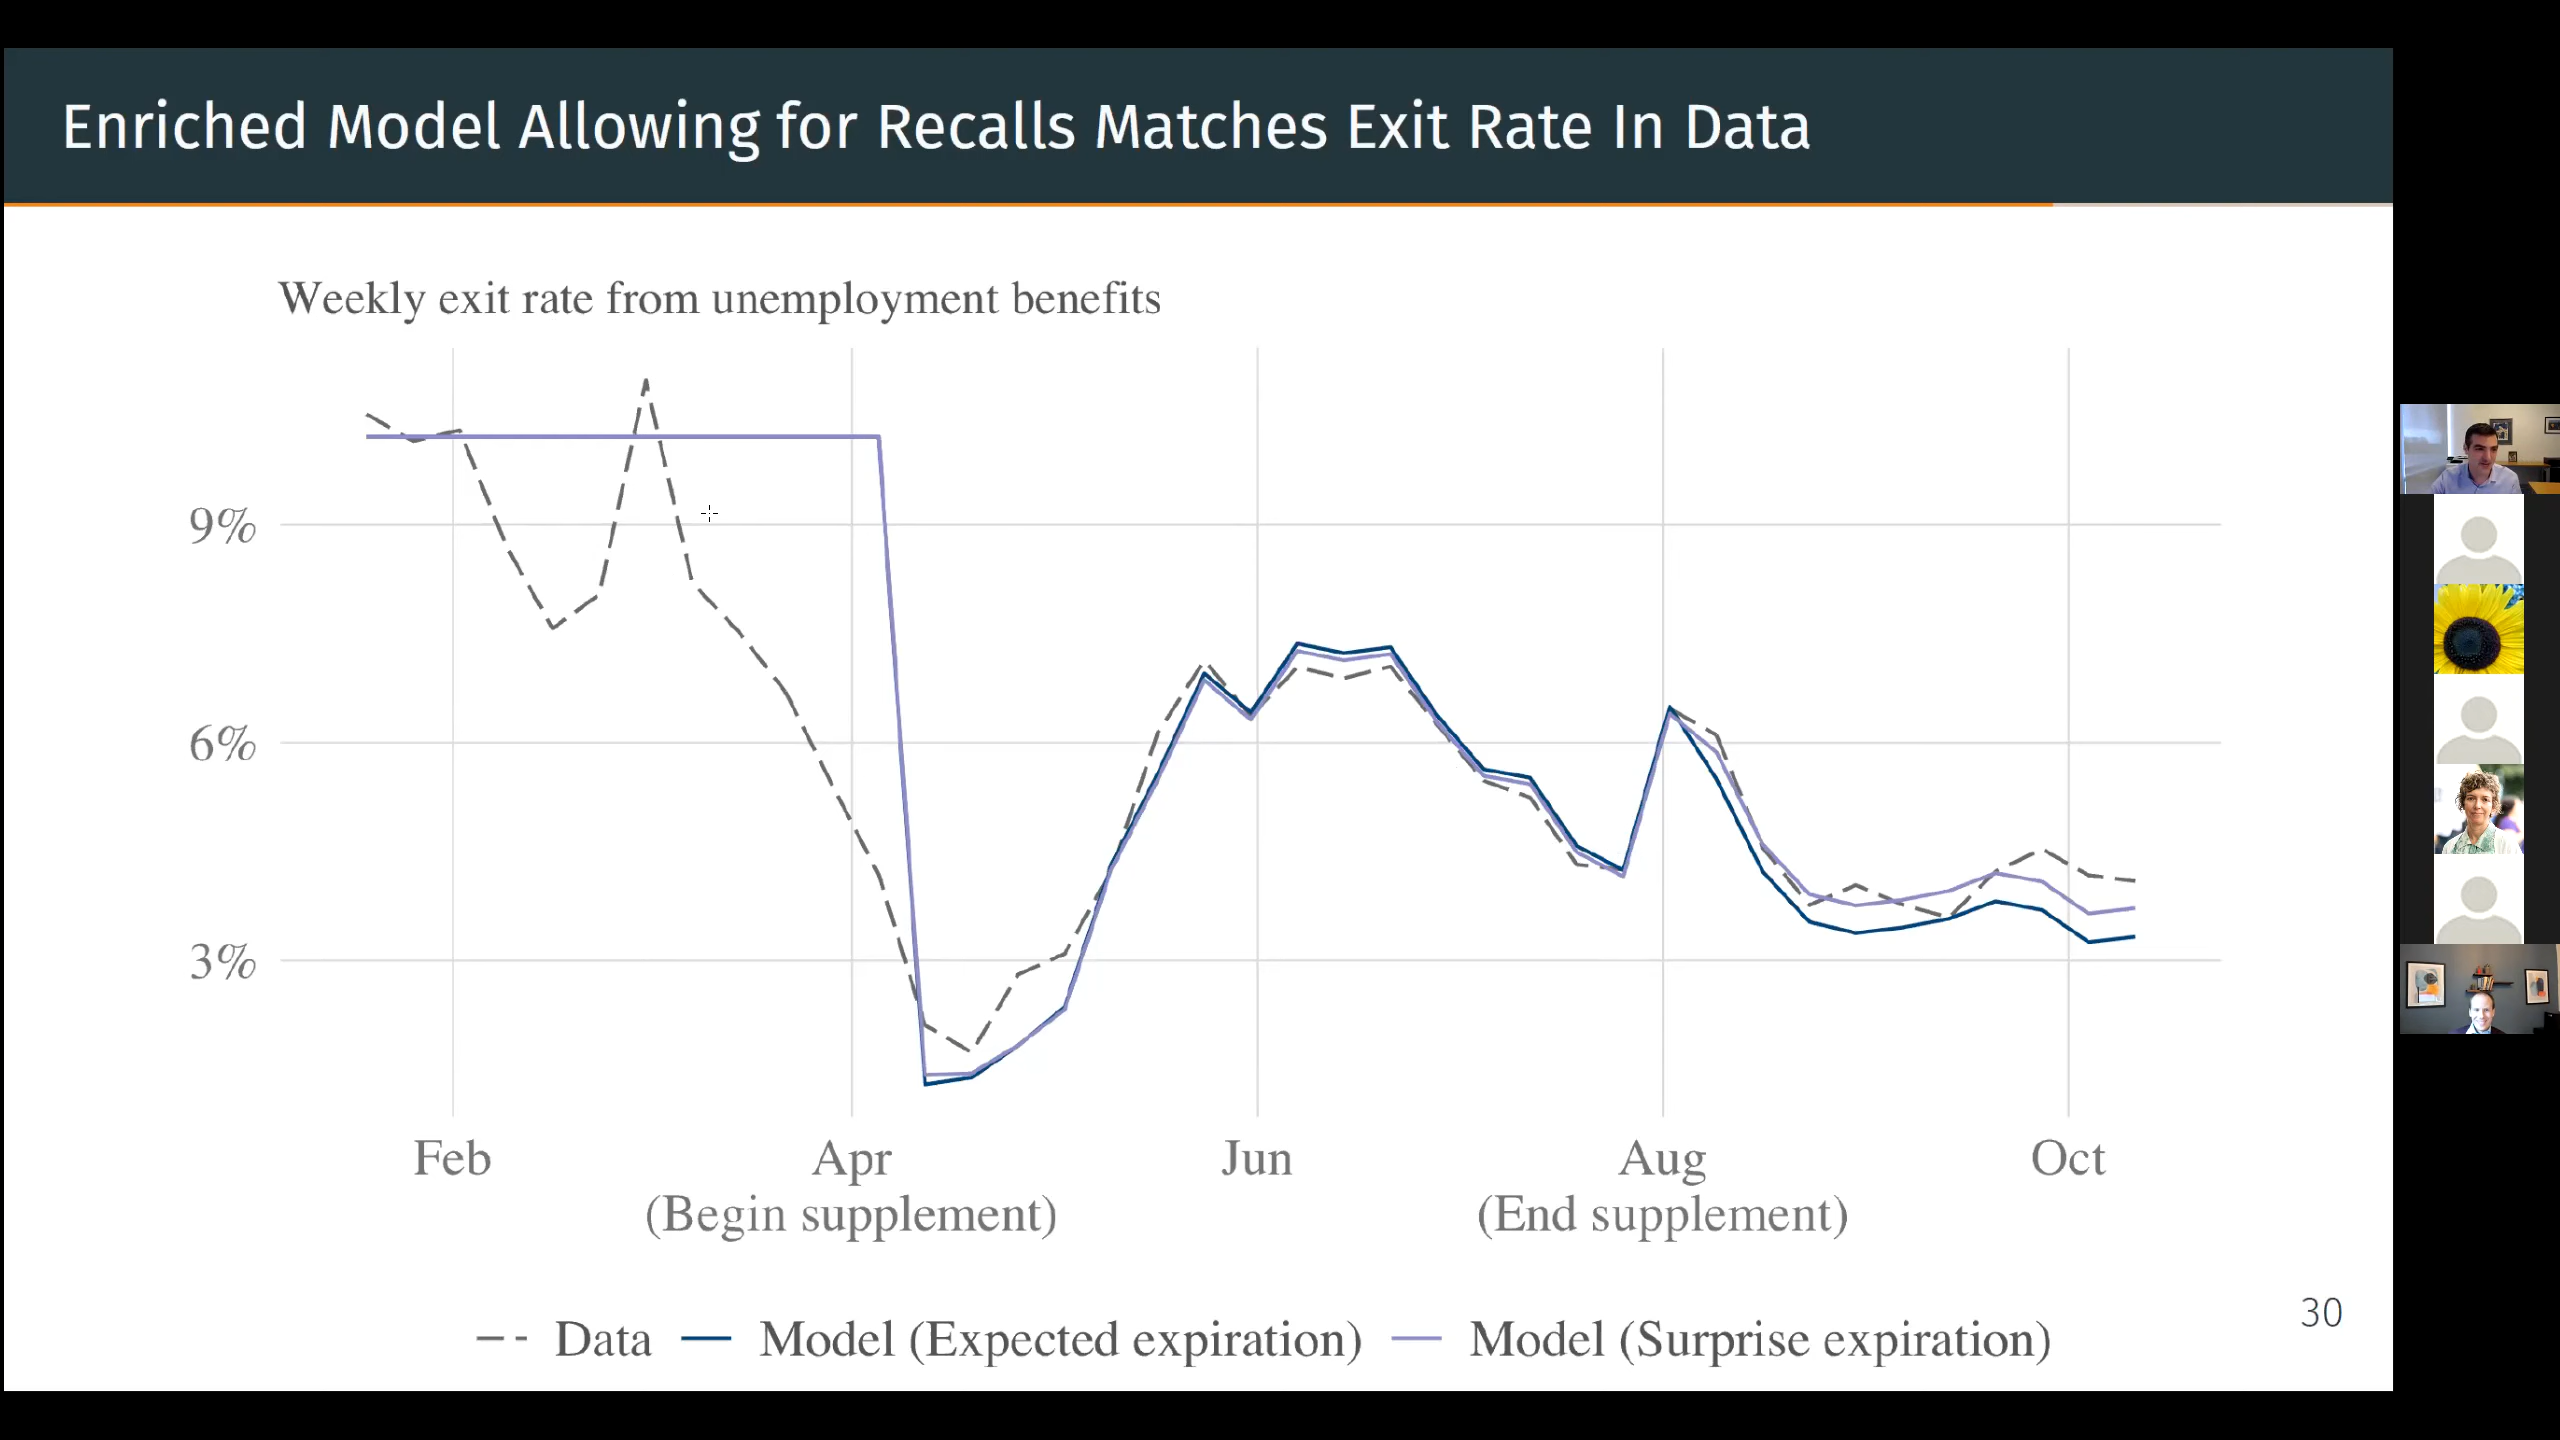 Enriched Model Allowing for Recalls Matches Exit Rate In Data
Weekly exit rate from unemployment benefits
9%
6%
3%
Feb
Apr
(Begin supplement)
Jun
Aug
(End supplement)
Oct
Data
Model (Expected expiration)
Model (Surprise expiration)
30